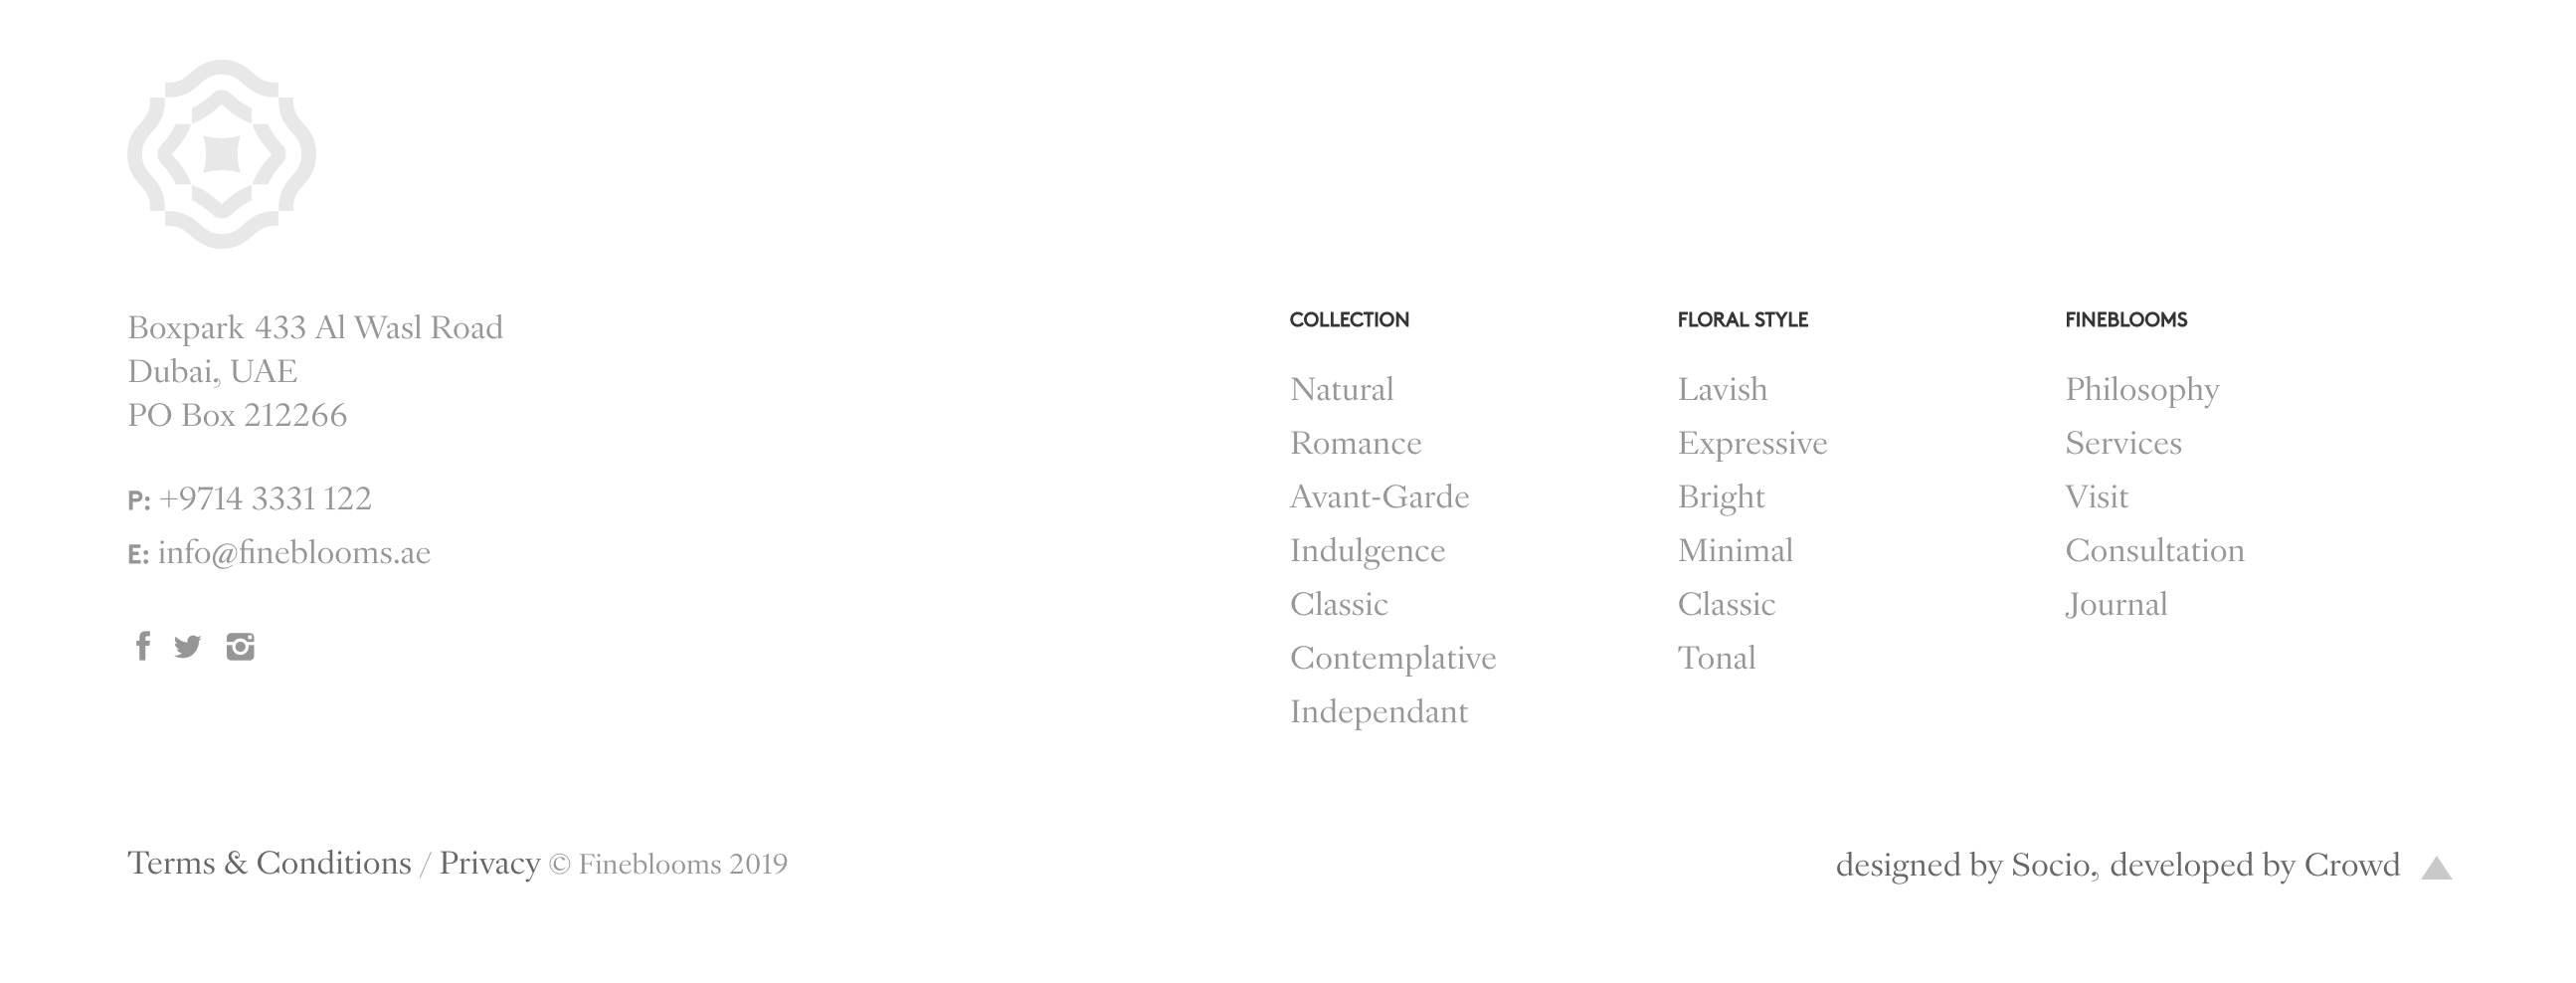 Boxpark 433 Al Wasl Road
Dubai, UAE
PO Box 212266
P: +9714 3331 122
E: info@fineblooms.ae
COLLECTION
Natural
Romance
Avant-Garde
Indulgence
Classic
Contemplative
Independant
FLORAL STYLE
Lavish
Expressive
Bright
Minimal
Classic
Tonal
FINEBLOOMS
Philosophy
Services
Visit
Consultation
Journal
Terms & Conditions / Privacy © Fineblooms 2019
designed by Socio, developed by Crowd